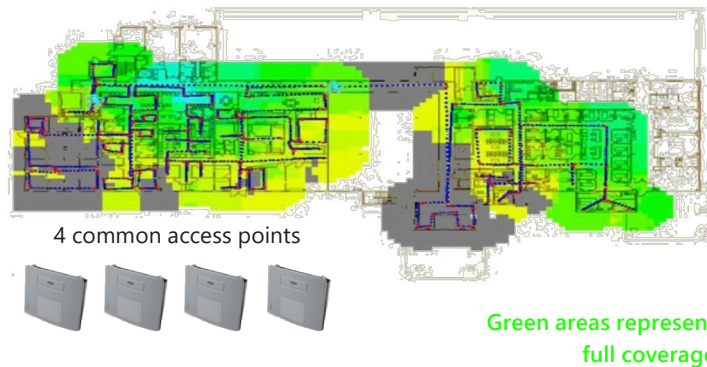 4 common access points
Green areas represen
full coverag